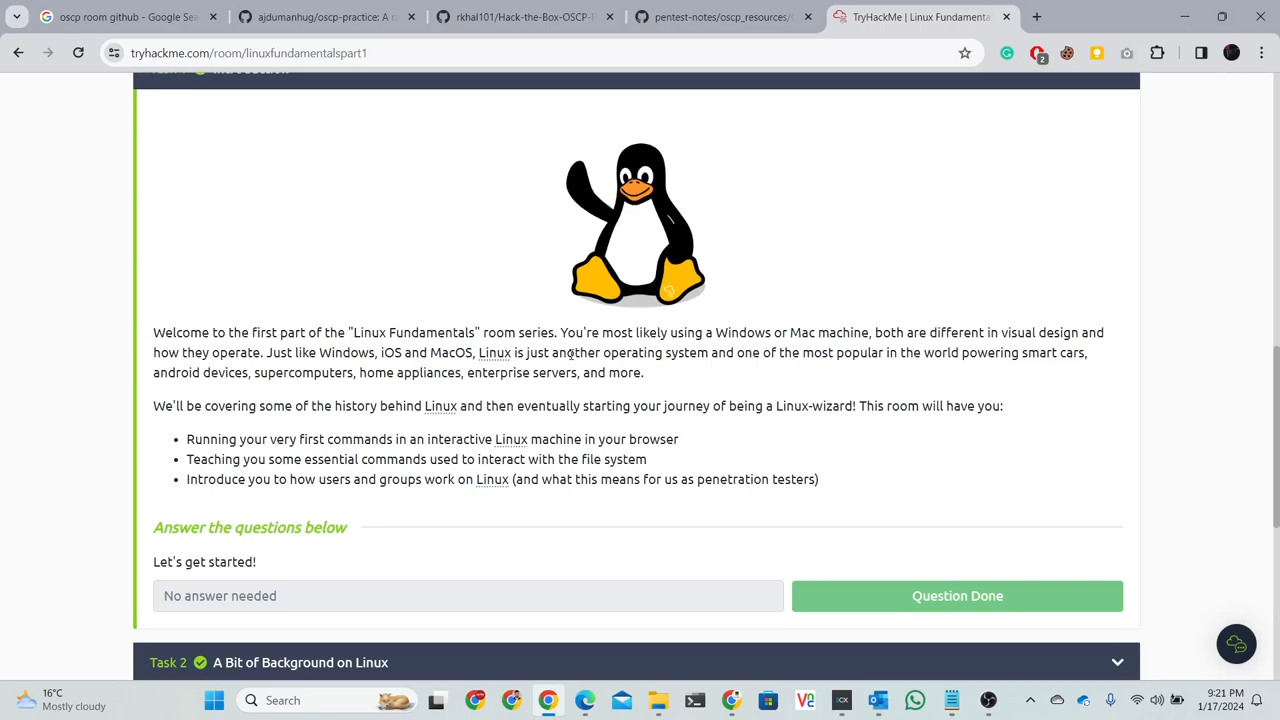 oscp room github - Google Sea
ajdumanhug/oscp-practice: A r
rkhal101/Hack-the-Box-OSCP-P
pentest-notes/oscp_resources/
TryHackMe | Linux Fundamenta
tryhackme.com/room/linuxfundamentalspart1
2
Welcome to the first part of the "Linux Fundamentals" room series. You're most likely using a Windows or Mac machine, both are different in visual design and
how they operate. Just like Windows, iOS and MacOS, Linux is just another operating system and one of the most popular in the world powering smart cars,
android devices, supercomputers, home appliances, enterprise servers, and more.
We'll be covering some of the history behind Linux and then eventually starting your journey of being a Linux-wizard! This room will have you:
• Running your very first commands in an interactive Linux machine in your browser
• Teaching you some essential commands used to interact with the file system
• Introduce you to how users and groups work on Linux (and what this means for us as penetration testers)
Answer the questions below
Let's get started!
No answer needed
Question Done
Task 2 A Bit of Background on Linux
16°C
Mostly cloudy
Search
9:21 PM
1/17/2024